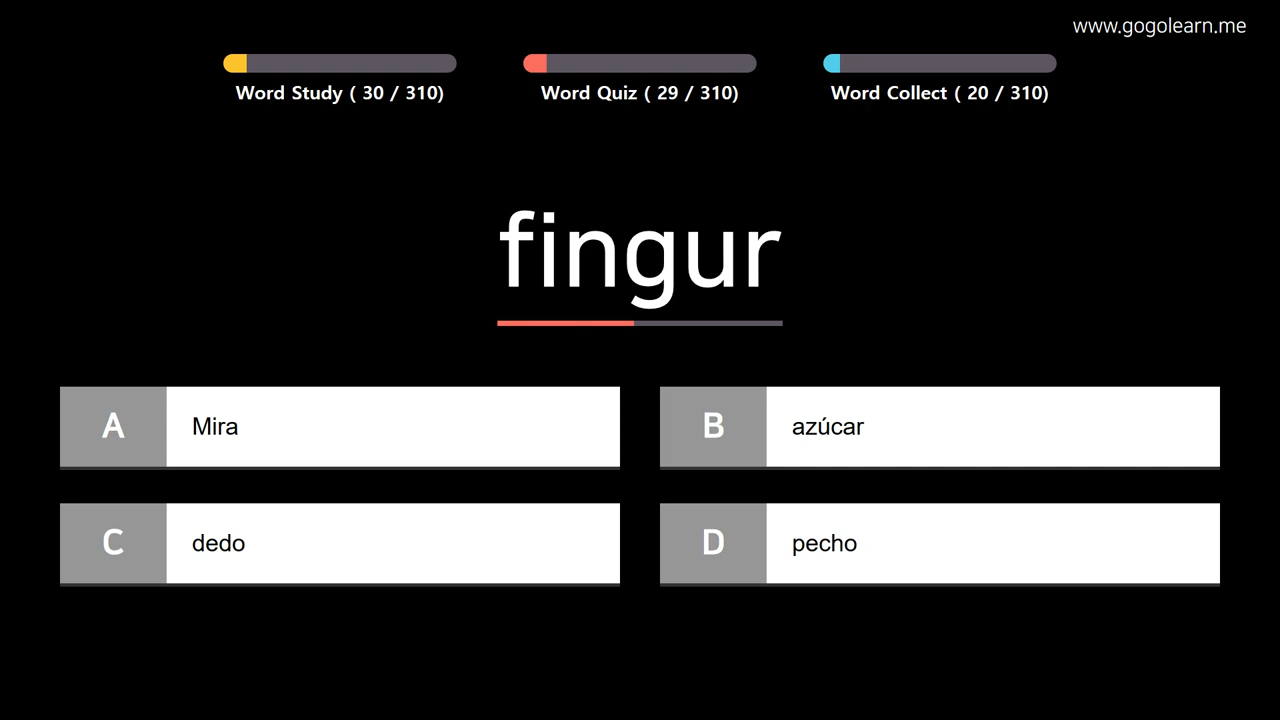 www.gogolearn.me
Word Study ( 30 / 310)
Word Quiz ( 29 / 310)
Word Collect ( 20 / 310)
fingur
A
Mira
B
azúcar
C
dedo
D
pecho